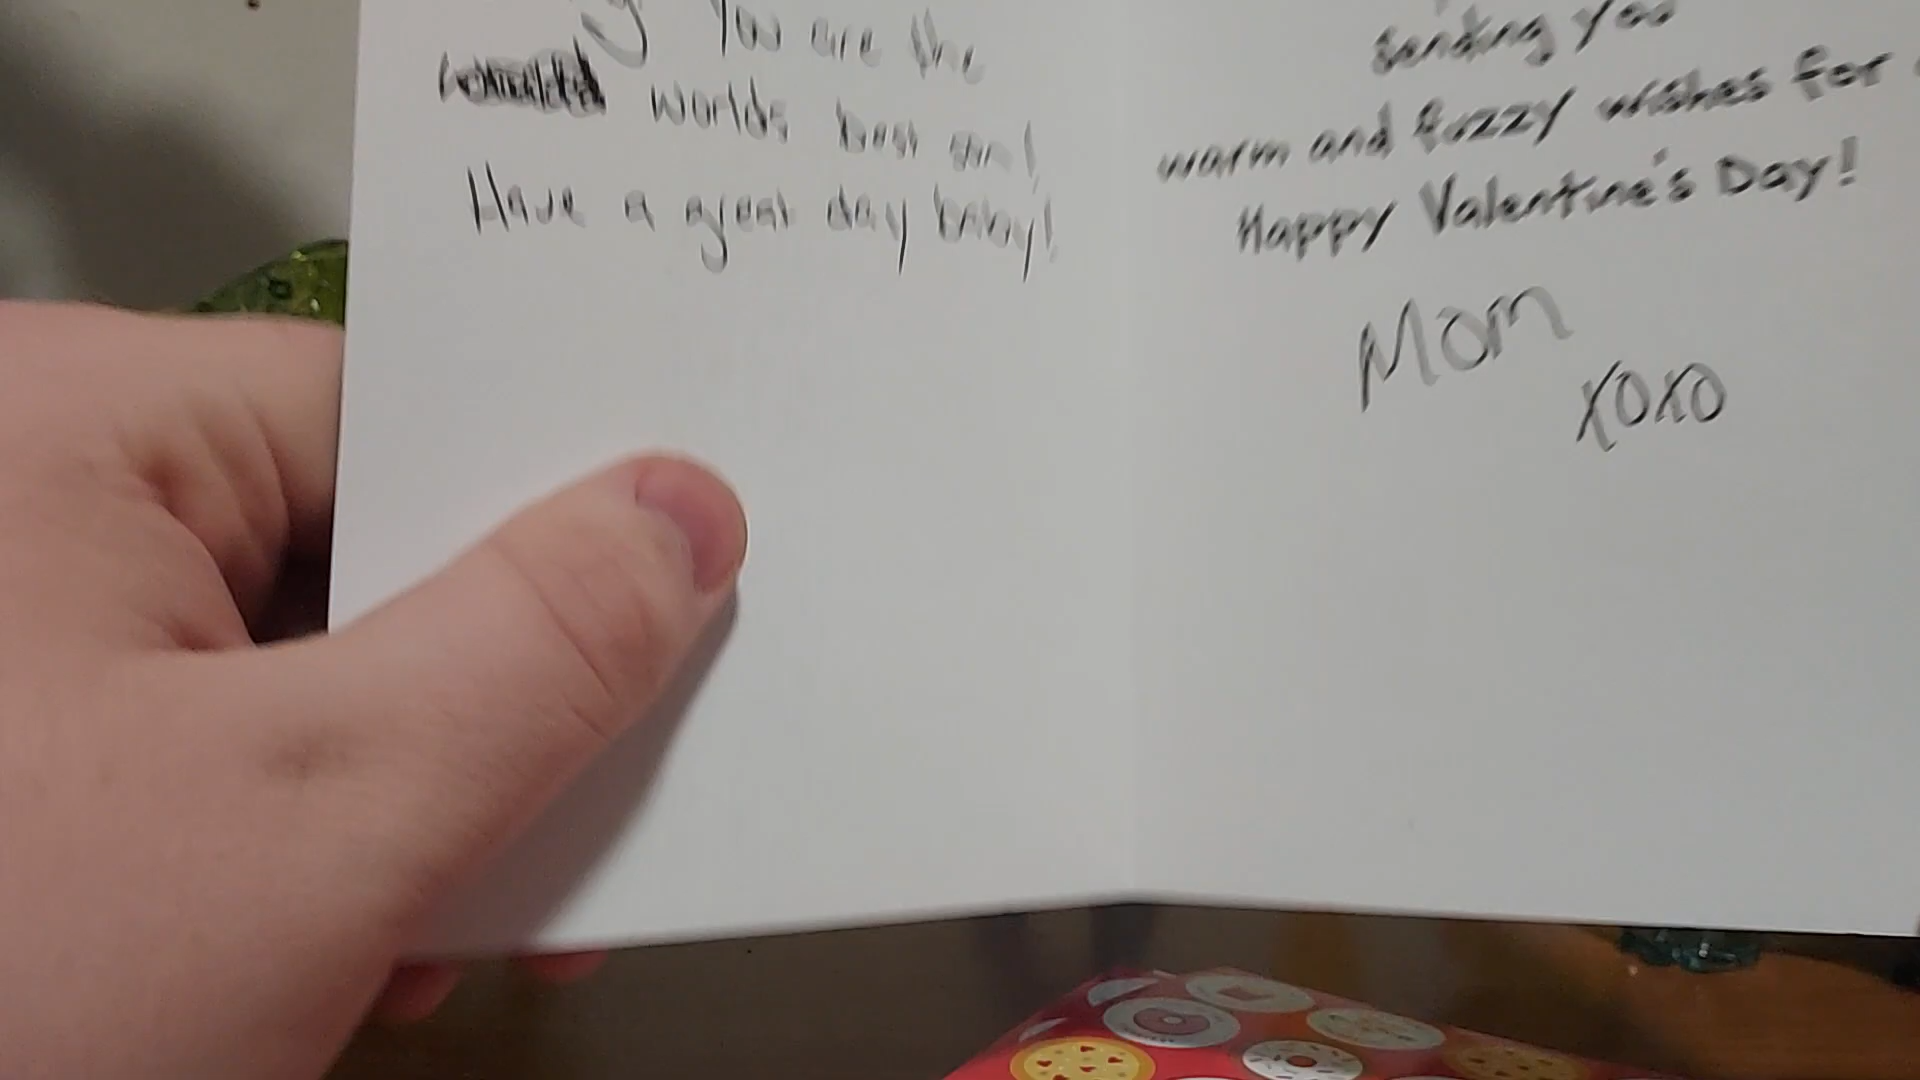 You are the
worlds best son!
Have a great day baby!
Sending you
warm and fuzzy wishes for
Happy Valentine's Day!
Mom
XOXO